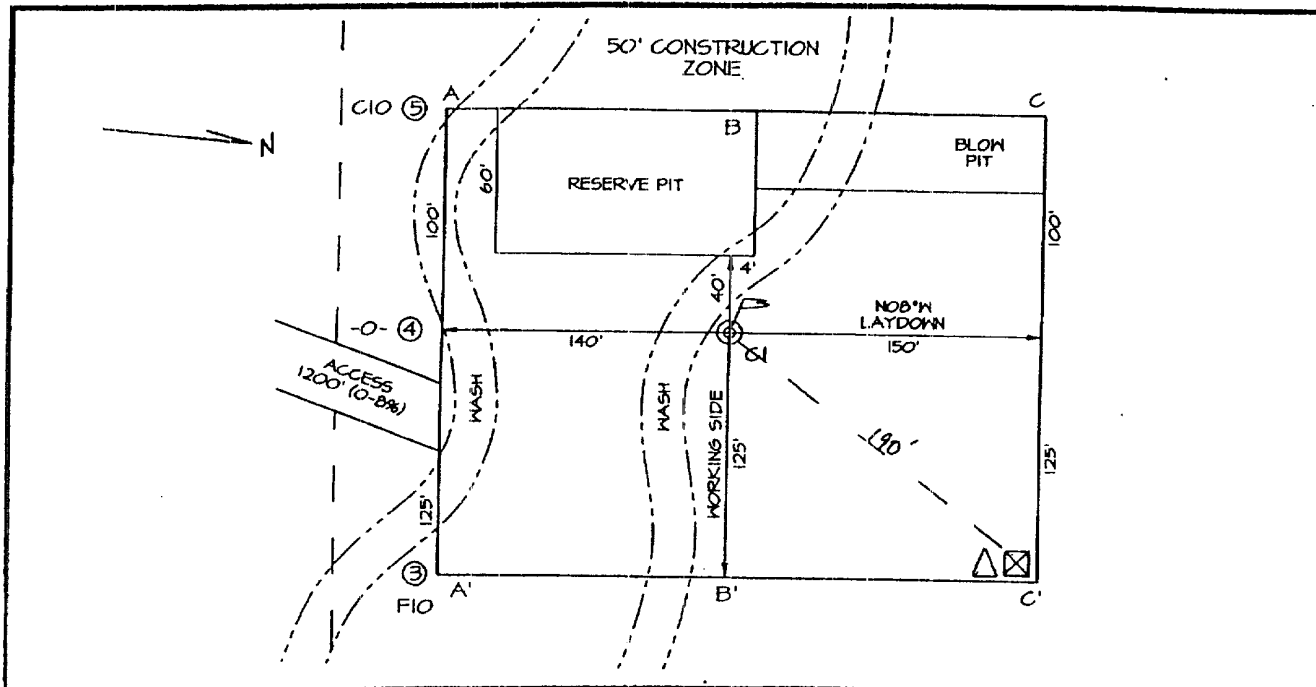 50' CONSTRUCTION
ZONE
A
C10 ⑤
B
C
N
60'
RESERVE PIT
BLOW
PIT
100'
100'
4'
40'
N08°W
LAYDOWN
-0- ④
140'
150'
ACCESS
1200' (0-8%)
WASH
WASH
WORKING SIDE
125'
190'
125'
125'
③
F10
A'
B'
C'